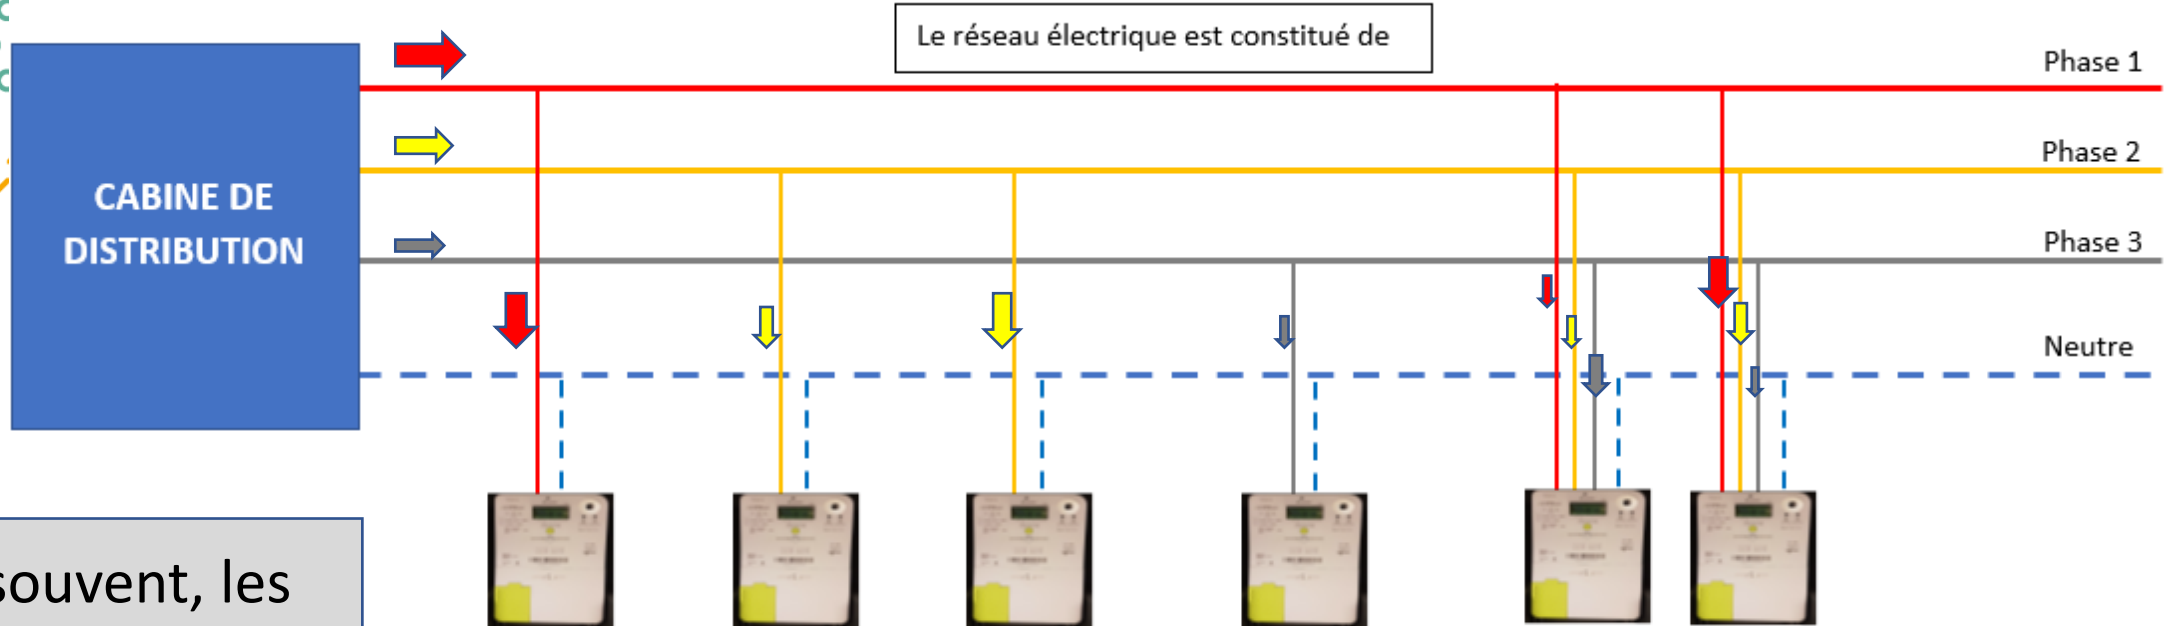 Le réseau électrique est constitué de
Phase 1
Phase 2
CABINE DE
DISTRIBUTION
Phase 3
Neutre
souvent, les